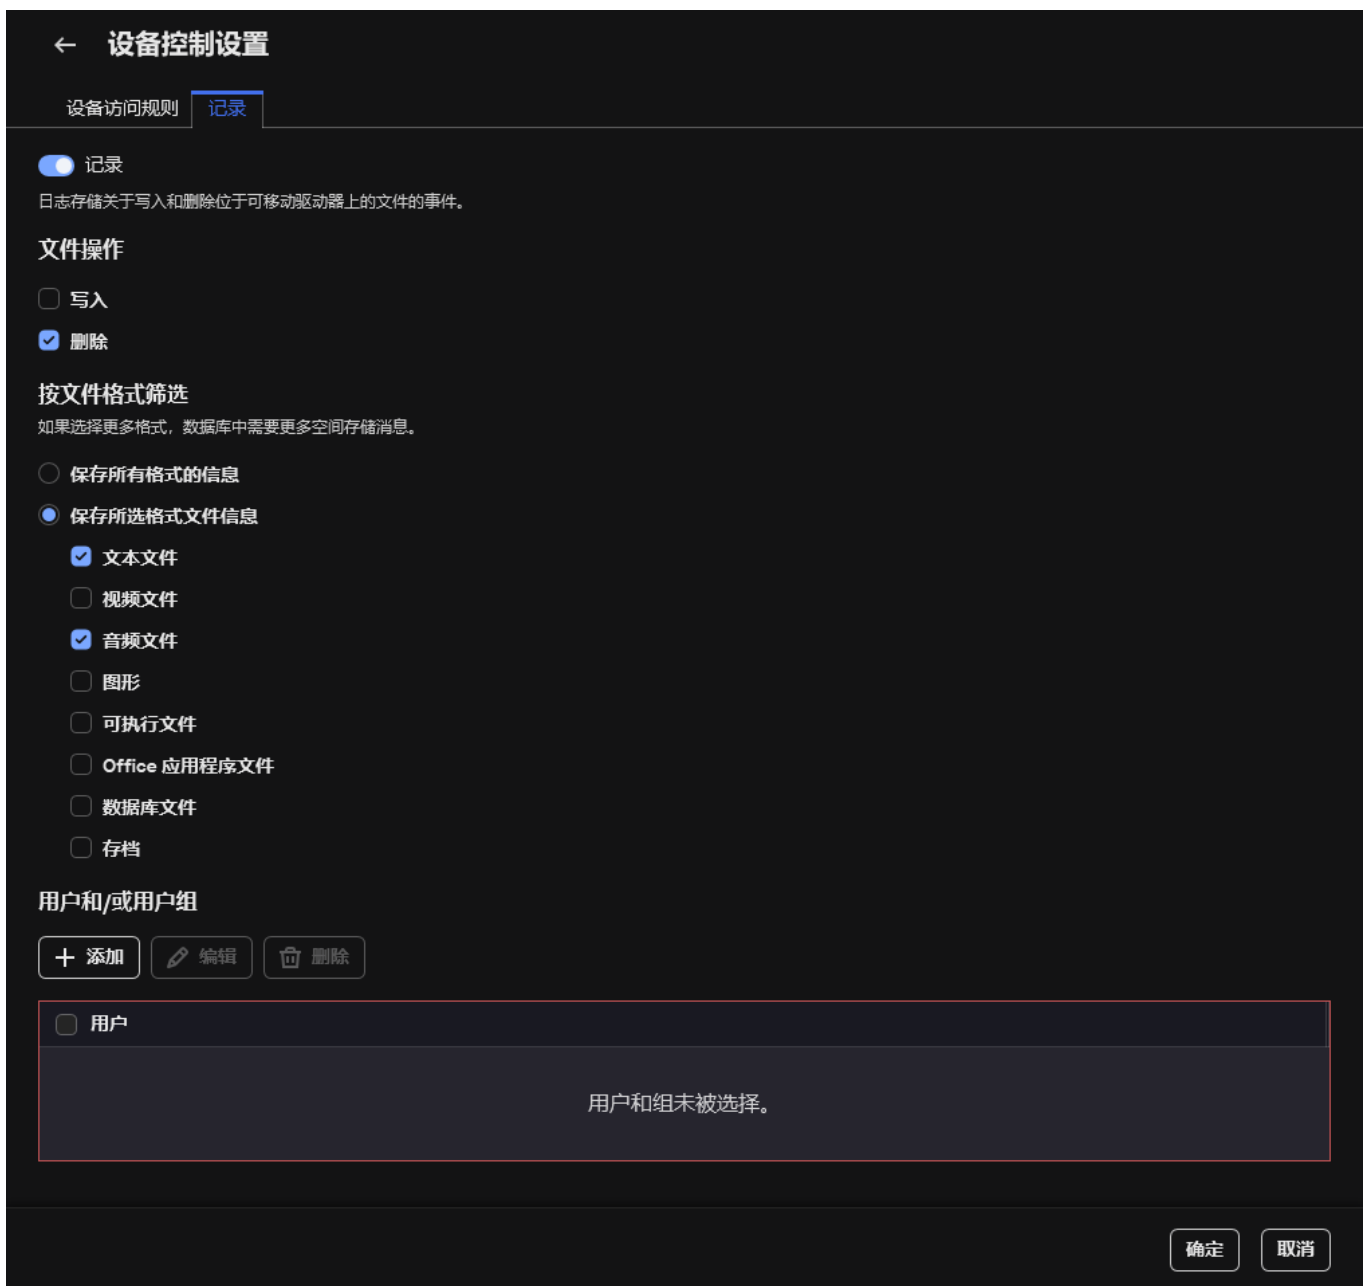 设备控制设置
设备访问规则 记录
记录
日志存储关于写入和删除位于可移动驱动器上的文件的事件。
文件操作
写入
删除
按文件格式筛选
如果选择更多格式，数据库中需要更多空间存储消息。
保存所有格式的信息
保存所选格式文件信息
文本文件
视频文件
音频文件
图形
可执行文件
Office 应用程序文件
数据库文件
存档
用户和/或用户组
添加 编辑 删除
用户
用户和组未被选择。
确定 取消